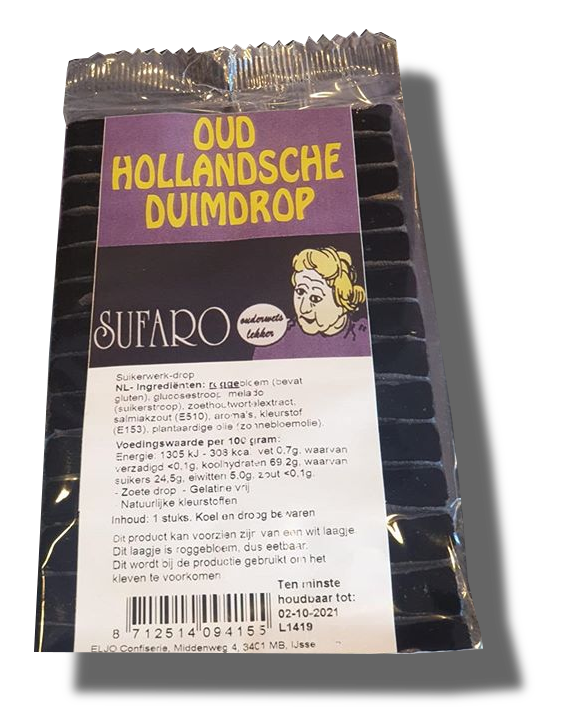 OUD
HOLLANDSCHE
DUIMDROP
SUFARO
ouderwets
lekker
Suikerwerk-drop
NL- Ingrediënten: roggebloem (bevat
gluten), glucosestroop, melado
(suikerstroop), zoethoutwortelextract,
salmiakzout (E510), aroma's, kleurstof
(E153), plantaardige olie (zonnebloemolie).
Voedingswaarde per 100 gram:
Energie: 1305 kJ - 308 kcal, vet 0,7g, waarvan
verzadigd <0,1g, koolhydraten 69,2g, waarvan
suikers 24,5g, eiwitten 5,0g, zout <0,1g.
- Zoete drop - Gelatine vrij
Natuurlijke kleurstoffen
Inhoud: 1 stuks. Koel en droog bewaren
Dit product kan voorzien zijn van een wit laagje.
Dit laagje is roggebloem, dus eetbaar.
Dit wordt bij de productie gebruikt om het
kleven te voorkomen
Ten minste
houdbaar tot:
02-10-2021
L1419
8 712514 094155
ELJO Confiserie, Middenweg 4, 3401 MB, IJsse